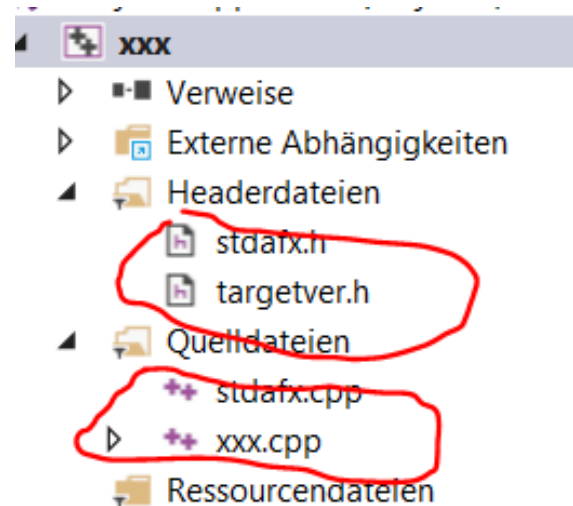 xxx
Verweise
Externe Abhängigkeiten
Headerdateien
stdafx.h
targetver.h
Quelldateien
stdafx.cpp
xxx.cpp
Ressourcendateien